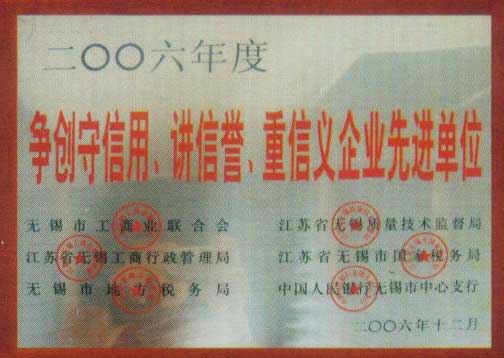 二〇〇六年度
争创守信用、讲信誉、重信义企业先进单位
无锡市工商业联合会 江苏省无锡质量技术监督局
江苏省无锡工商行政管理局 江苏省无锡市国家税务局
无锡市地方税务局 中国人民银行无锡市中心支行
二〇〇六年十二月